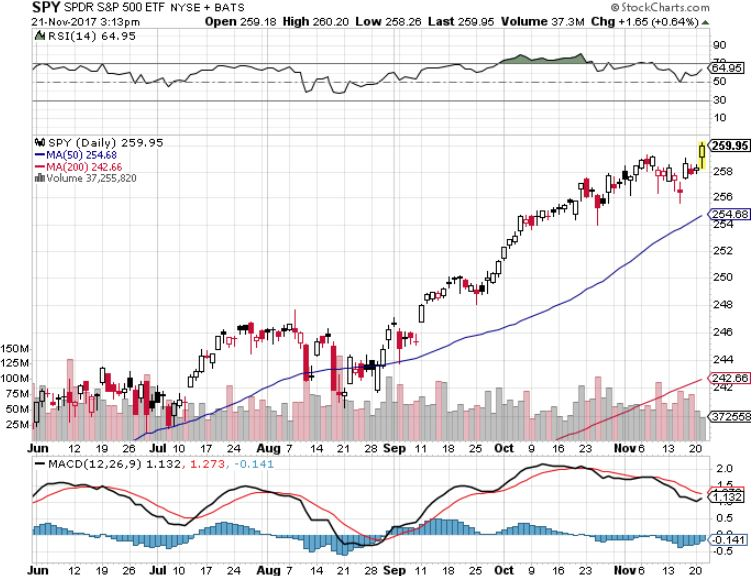 SPY SPDR S&P 500 ETF NYSE + BATS © StockCharts.com
21-Nov-2017 3:13pm Open 259.18 High 260.20 Low 258.26 Last 259.95 Volume 37.3M Chg +1.65 (+0.64%)
RSI(14) 64.95
90
70
64.95
50
30
10
SPY (Daily) 259.95
MA(50) 254.68
MA(200) 242.66
Volume 37,255,820
259.95
258
256
254.68
254
252
250
248
246
244
242.66
242
372558
150M
125M
100M
75M
50M
25M
Jun 12 19 26 Jul 10 17 24 Aug 7 14 21 28 Sep 11 18 25 Oct 9 16 23 Nov 6 13 20
MACD(12,26,9) 1.132, 1.273, -0.141
2.0
1.5
1.132
0.5
-0.141
-0.5
Jun 12 19 26 Jul 10 17 24 Aug 7 14 21 28 Sep 11 18 25 Oct 9 16 23 Nov 6 13 20